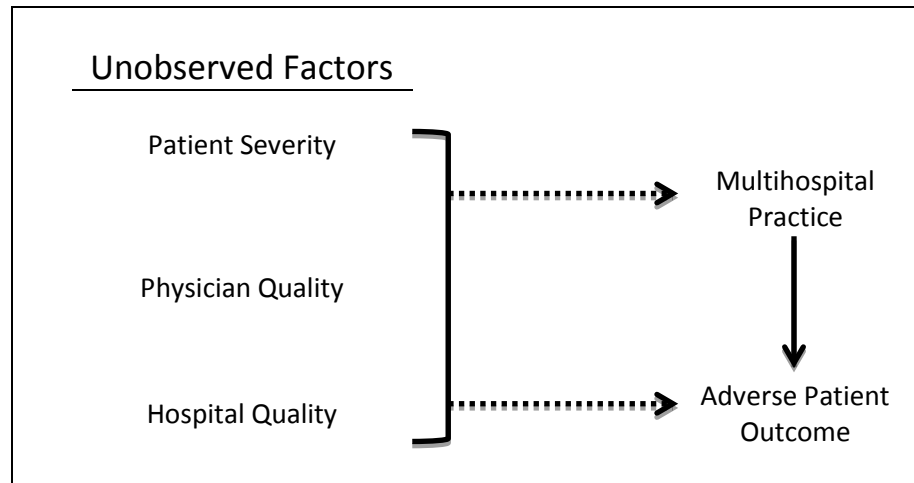 Unobserved Factors
Patient Severity
Multihospital
Practice
Physician Quality
Hospital Quality
Adverse Patient
Outcome